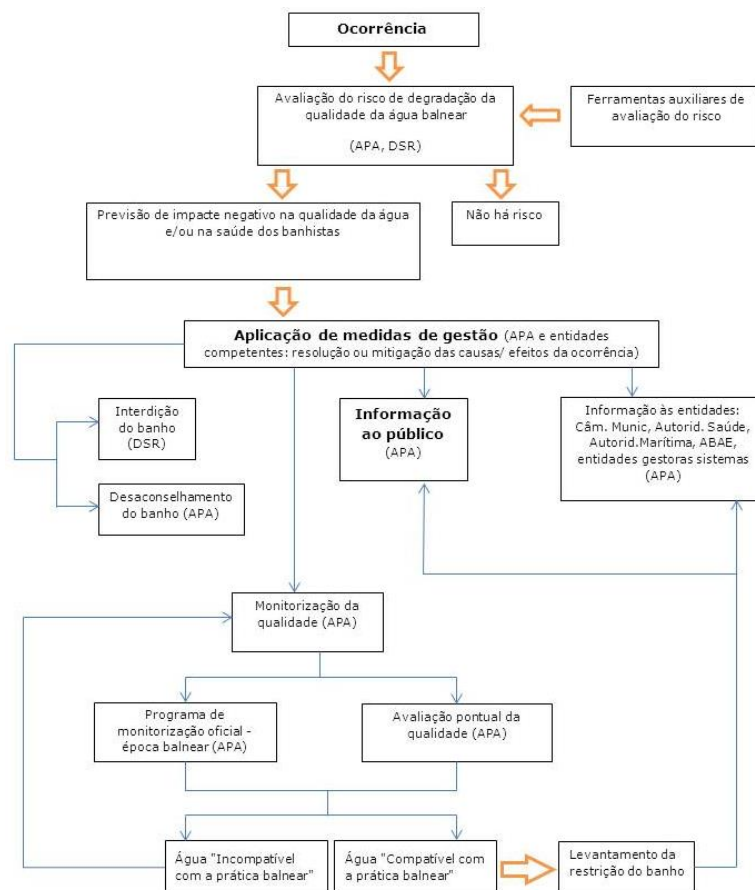 Ocorrência
Avaliação do risco de degradação da
qualidade da água balnear
(APA, DSR)
Ferramentas auxiliares de
avaliação do risco
Previsão de impacte negativo na qualidade da água
e/ou na saúde dos banhistas
Não há risco
Aplicação de medidas de gestão (APA e entidades
competentes: resolução ou mitigação das causas/ efeitos da ocorrência)
Interdição
do banho
(DSR)
Desaconselhamento
do banho (APA)
Informação
ao público
(APA)
Informação às entidades:
Câm. Munic, Autorid. Saúde,
Autorid.Marítima, ABAE,
entidades gestoras sistemas
(APA)
Monitorização da
qualidade (APA)
Programa de
monitorização oficial -
época balnear (APA)
Avaliação pontual da
qualidade (APA)
Água "Incompatível
com a prática balnear"
Água "Compatível com
a prática balnear"
Levantamento da
restrição do banho